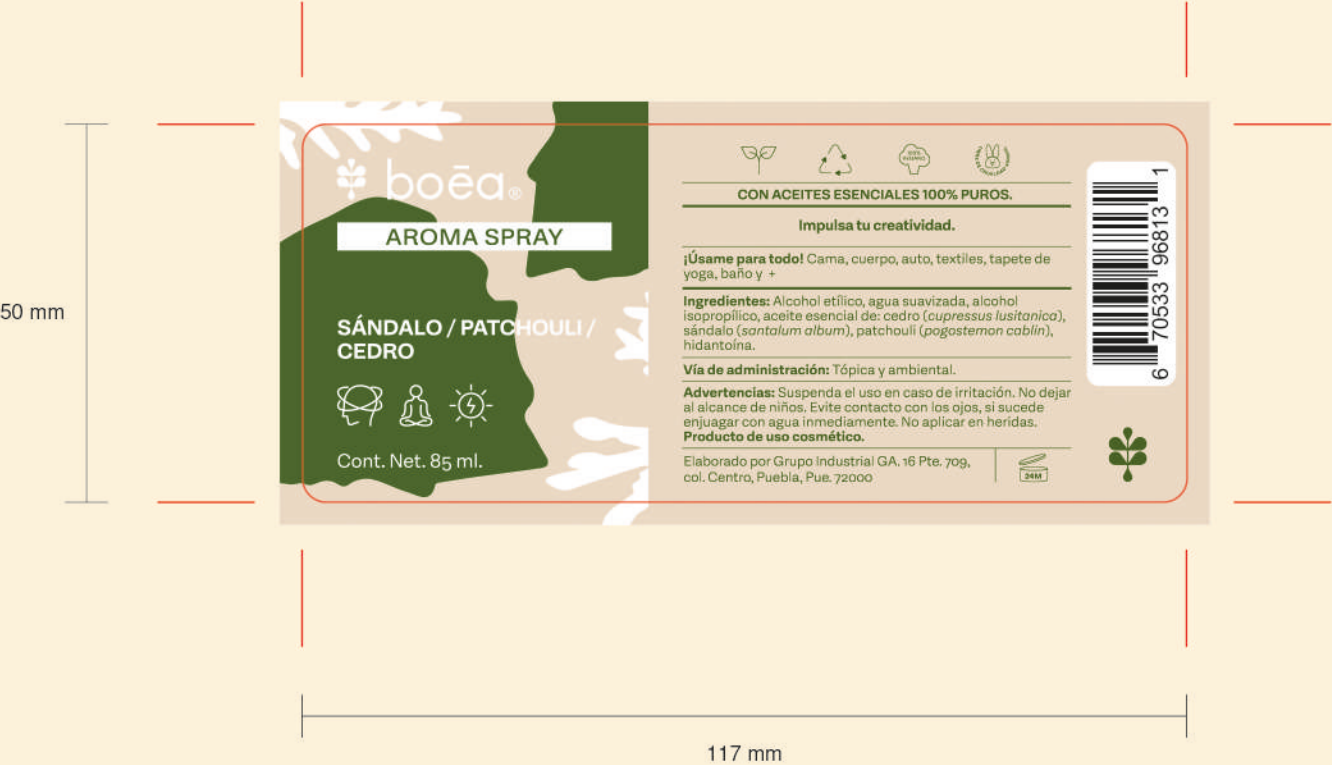 boēa®
AROMA SPRAY
SÁNDALO / PATCHOULI /
CEDRO
Cont. Net. 85 ml.
100%
CON ACEITES ESENCIALES 100% PUROS.
Impulsa tu creatividad.
¡Úsame para todo! Cama, cuerpo, auto, textiles, tapete de
yoga, baño y +
Ingredientes: Alcohol etílico, agua suavizada, alcohol
isopropílico, aceite esencial de: cedro (cupressus lusitanica),
sándalo (santalum album), patchouli (pogostemon cablin),
hidantoína.
Vía de administración: Tópica y ambiental.
Advertencias: Suspenda el uso en caso de irritación. No dejar
al alcance de niños. Evite contacto con los ojos, si sucede
enjuagar con agua inmediamente. No aplicar en heridas.
Producto de uso cosmético.
Elaborado por Grupo Industrial GA. 16 Pte. 709,
col. Centro, Puebla, Pue. 72000
24M
6 70533 96813 1
50 mm
117 mm